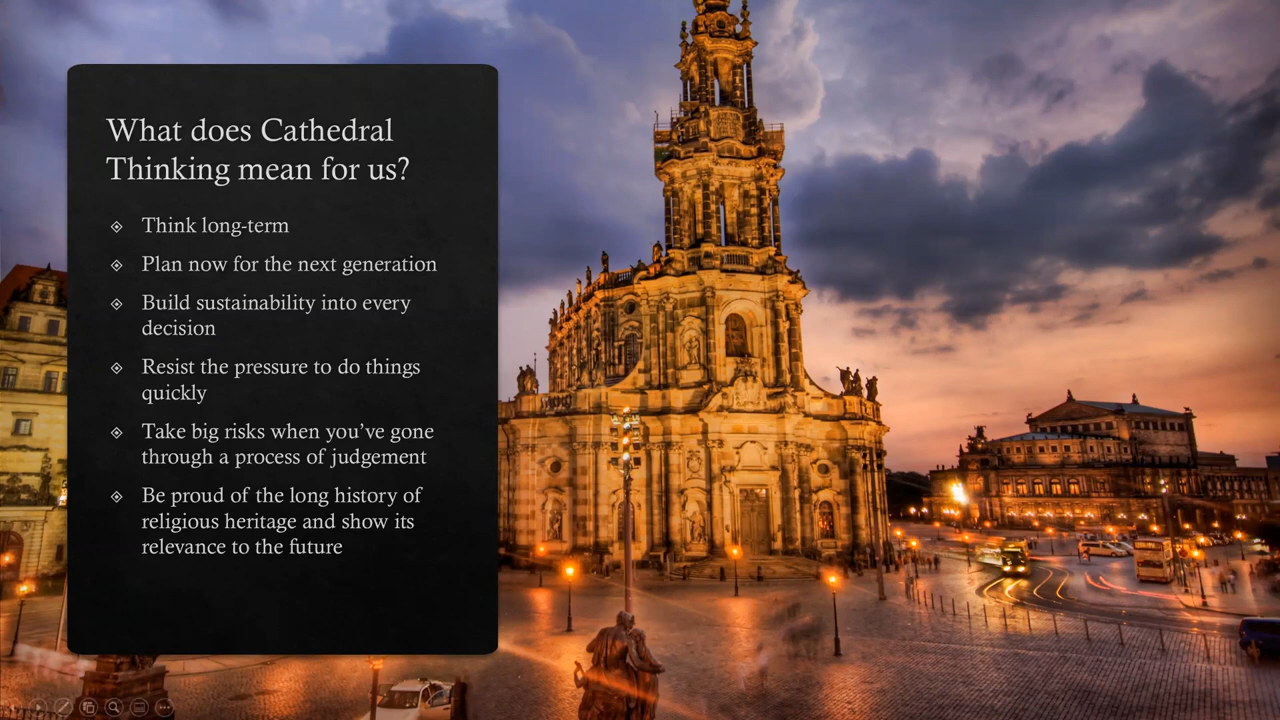 What does Cathedral
Thinking mean for us?
Think long-term
Plan now for the next generation
Build sustainability into every
decision
Resist the pressure to do things
quickly
Take big risks when you’ve gone
through a process of judgement
Be proud of the long history of
religious heritage and show its
relevance to the future